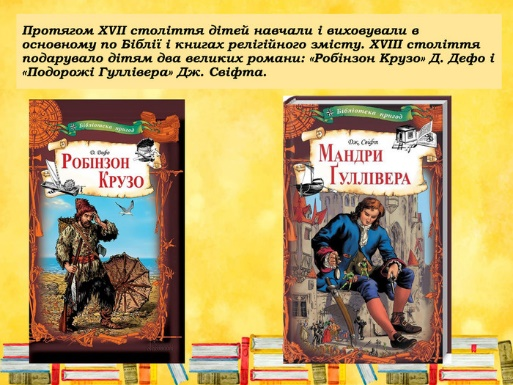 Протягом XVII століття дітей навчали і виховували в
основному по Біблії і книгах релігійного змісту. XVIII століття
подарувало дітям два великих романи: «Робінзон Крузо» Д. Дефо і
«Подорожі Гуллівера» Дж. Свіфта.
Бібліотека пригод
Д. Дефо
РОБІНЗОН
КРУЗО
Бібліотека пригод
Дж. Свіфт
МАНДРИ
ҐУЛЛІВЕРА